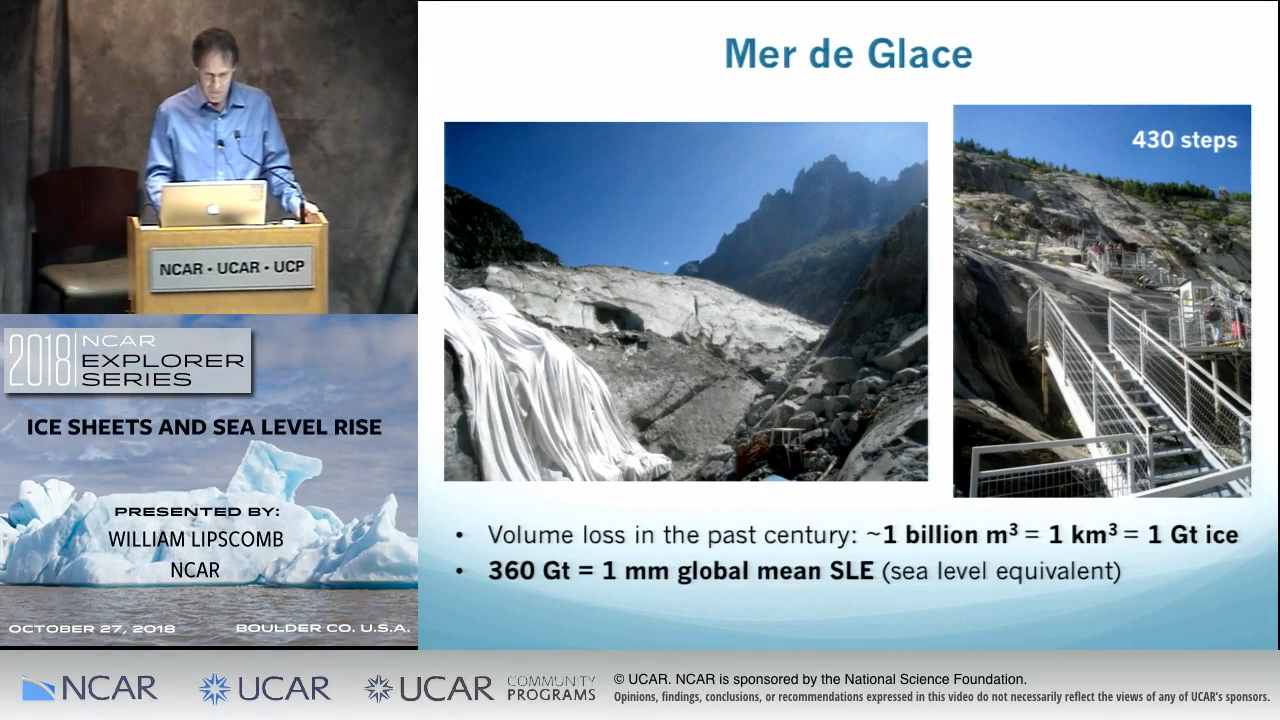 NCAR • UCAR • UCP
2018 NCAR
EXPLORER
SERIES
ICE SHEETS AND SEA LEVEL RISE
PRESENTED BY:
WILLIAM LIPSCOMB
NCAR
OCTOBER 27, 2018 BOULDER CO. U.S.A.
Mer de Glace
430 steps
• Volume loss in the past century: ~1 billion m³ = 1 km³ = 1 Gt ice
• 360 Gt = 1 mm global mean SLE (sea level equivalent)
NCAR UCAR UCAR COMMUNITY PROGRAMS
© UCAR. NCAR is sponsored by the National Science Foundation.
Opinions, findings, conclusions, or recommendations expressed in this video do not necessarily reflect the views of any of UCAR's sponsors.